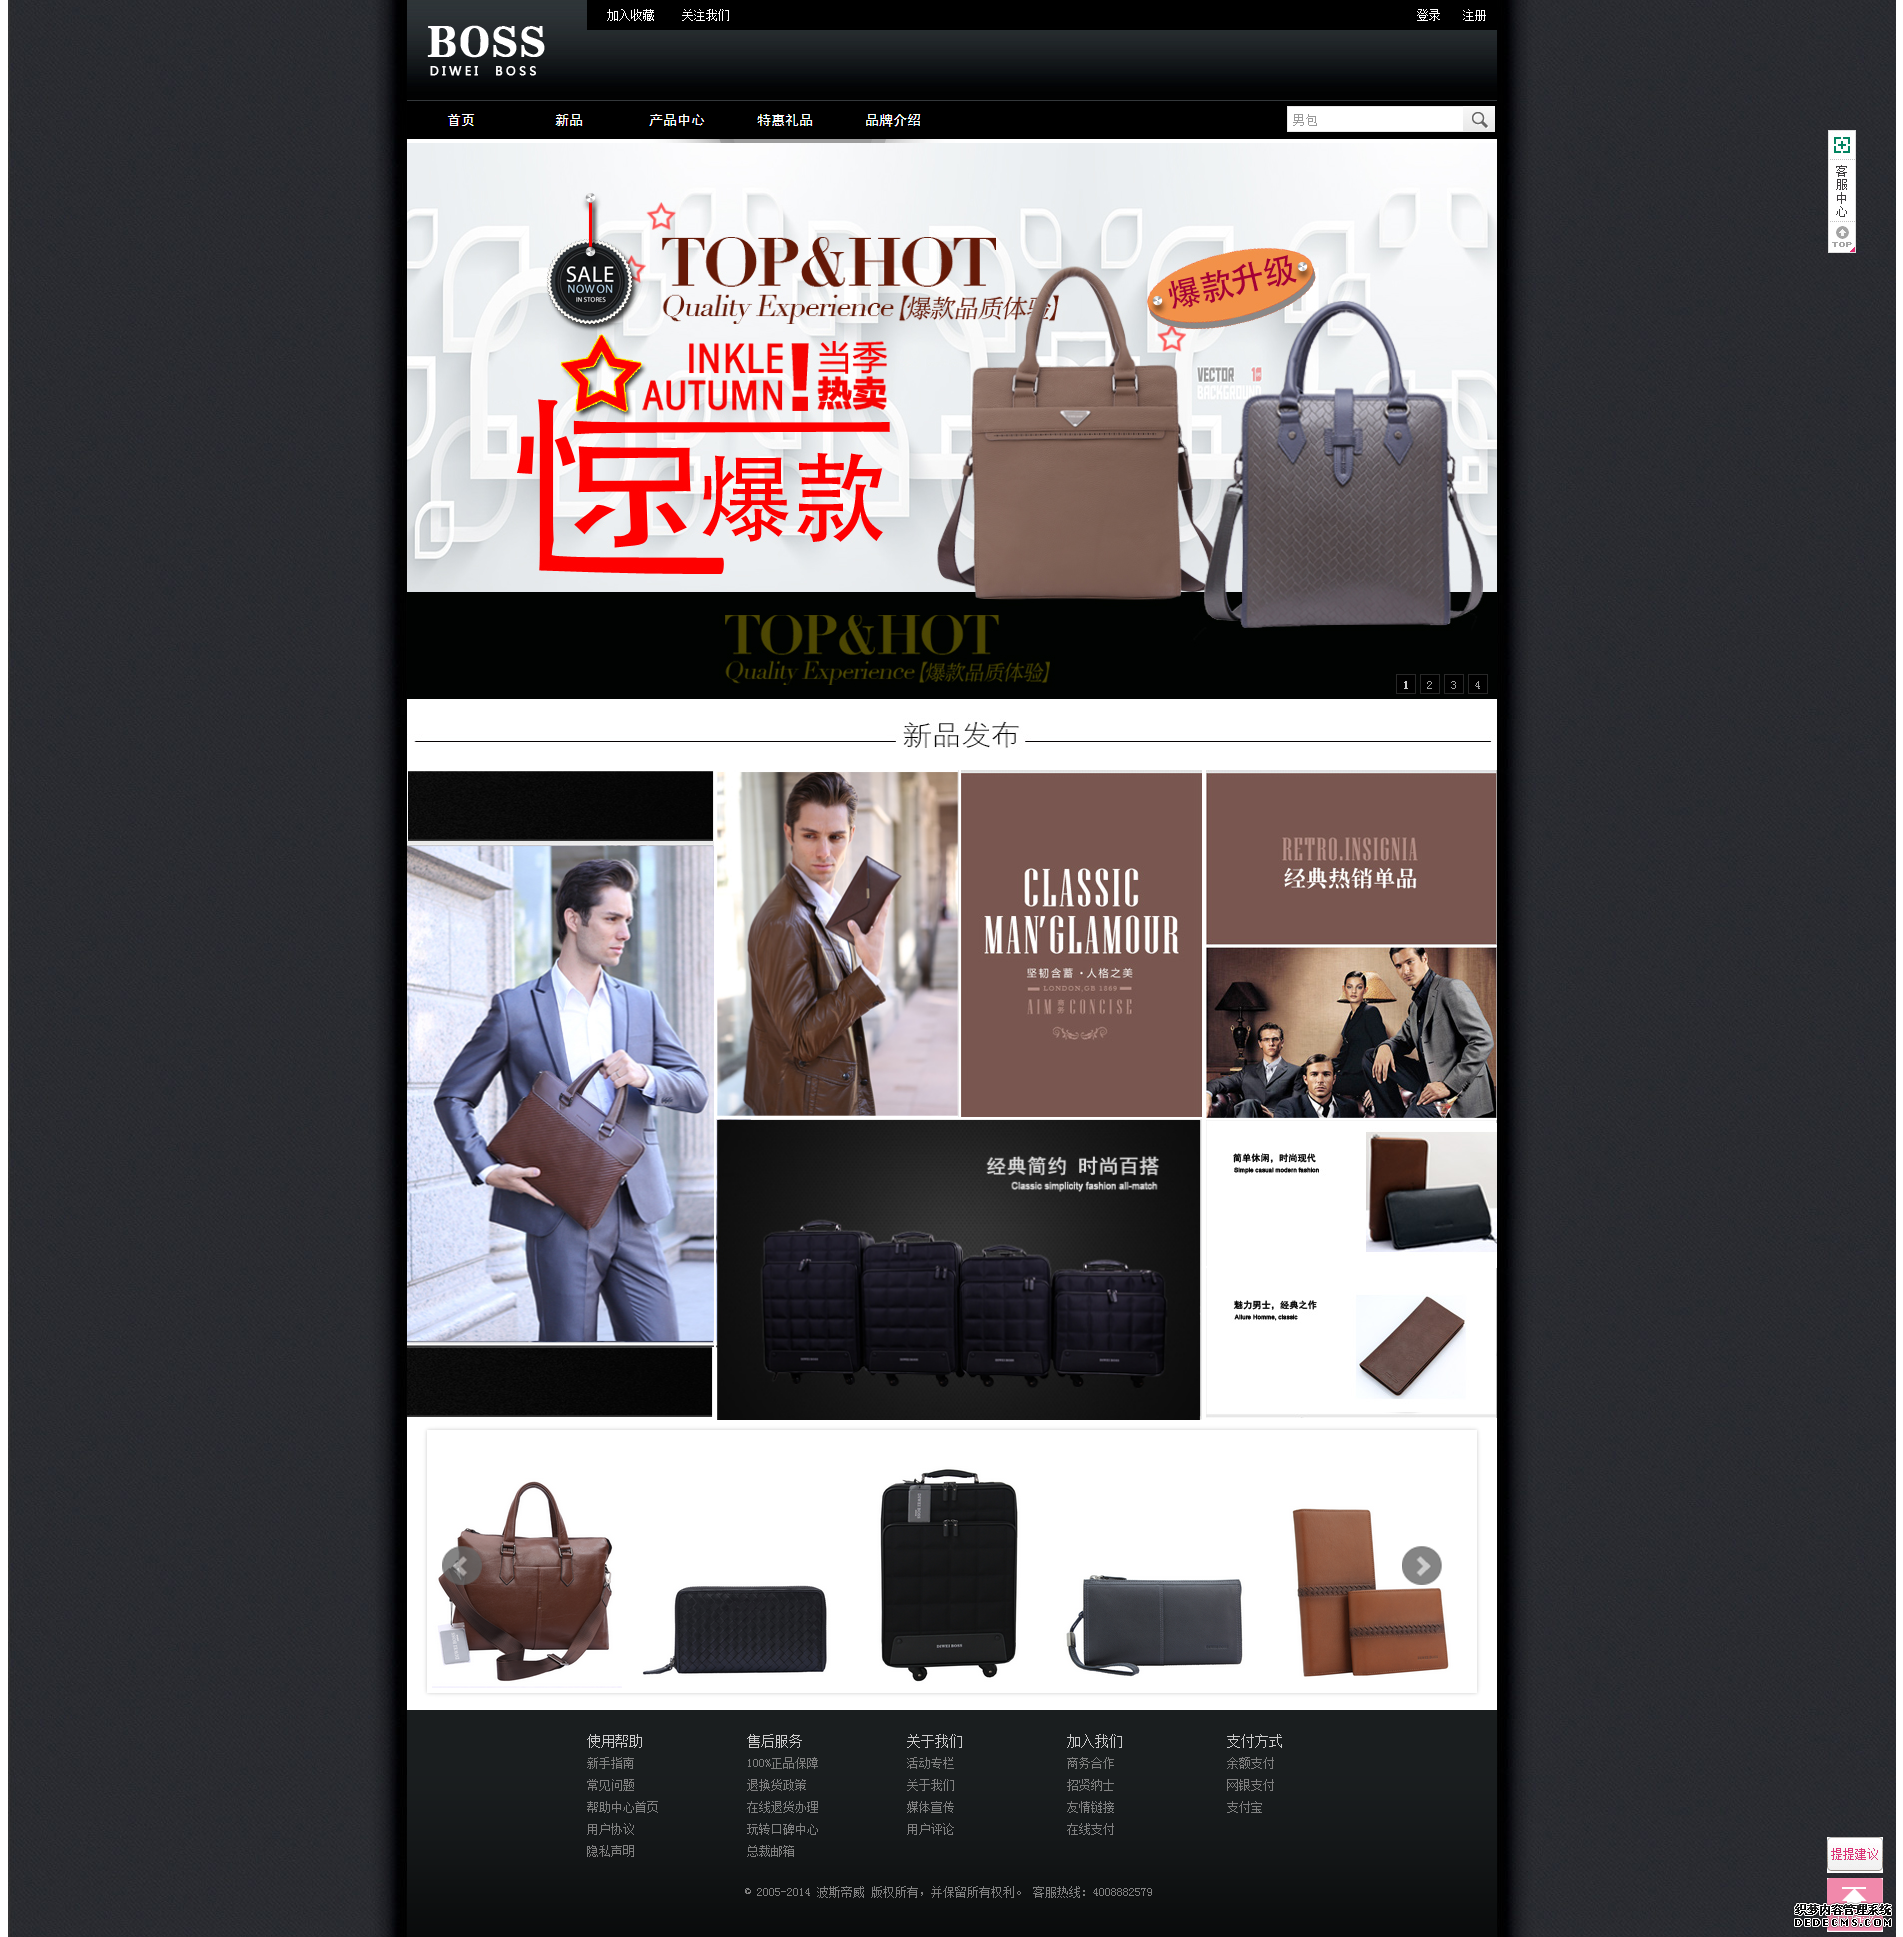 加入收藏 关注我们 登录 注册
BOSS
DIWEI BOSS
首页 新品 产品中心 特惠礼品 品牌介绍 男包
客服中心
TOP
SALE
NOW ON
IN STORES
TOP&HOT
Quality Experience【爆款品质体验】
爆款升级
INKLE
AUTUMN!
当季
热卖
VECTOR
BACKGROUND
惊爆款
TOP&HOT
Quality Experience【爆款品质体验】
1 2 3 4
新品发布
CLASSIC
MAN'GLAMOUR
坚韧含蓄·人格之美
LONDON,GB 1869
AIM 商务 CONCISE
RETRO.INSIGNIA
经典热销单品
经典简约 时尚百搭
Classic simplicity fashion all-match
简单休闲，时尚现代
Simple casual modern fashion
魅力男士，经典之作
Allure Homme, classic
DIWEI BOSS
使用帮助 售后服务 关于我们 加入我们 支付方式
新手指南 100%正品保障 活动专栏 商务合作 余额支付
常见问题 退换货政策 关于我们 招贤纳士 网银支付
帮助中心首页 在线退货办理 媒体宣传 友情链接 支付宝
用户协议 玩转口碑中心 用户评论 在线支付
隐私声明 总裁邮箱
© 2005-2014 波斯帝威 版权所有，并保留所有权利。 客服热线：4008882579
提提建议
织梦内容管理系统
DEDECMS.COM